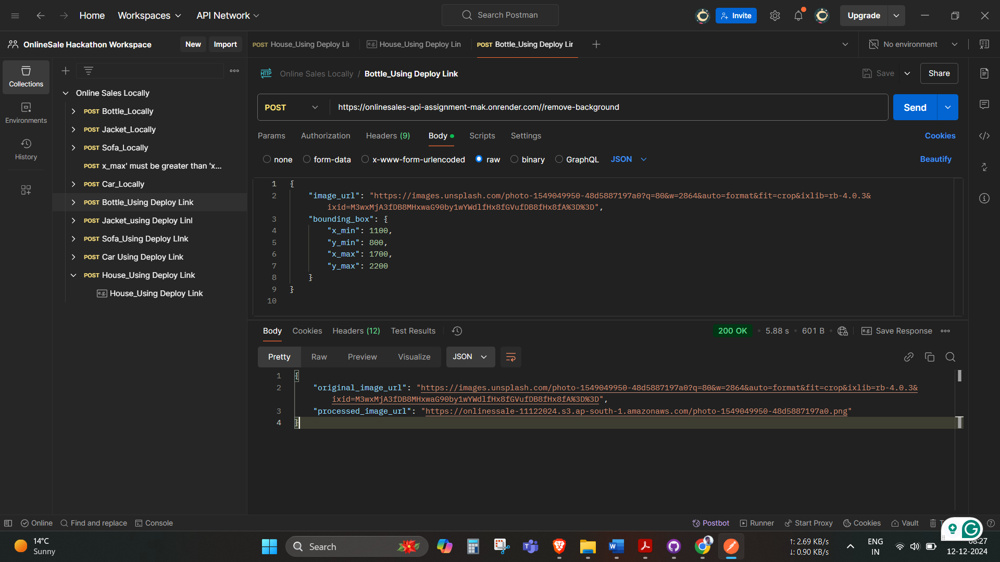 Home
Workspaces
API Network
Search Postman
Invite
Upgrade
OnlineSale Hackathon Workspace
New
Import
POST House_Using Deploy Lin
e.g. House_Using Deploy Lin
POST Bottle_Using Deploy Lir
No environment
Collections
Environments
History
Online Sales Locally
POST Bottle_Locally
POST Jacket_Locally
POST Sofa_Locally
POST x_max' must be greater than 'x...
POST Car_Locally
POST Bottle_Using Deploy Link
POST Jacket_using Deploy Linl
POST Sofa_Using Deploy LInk
POST Car Using Deploy Link
POST House_Using Deploy Link
e.g. House_Using Deploy Link
HTTP Online Sales Locally / Bottle_Using Deploy Link
Save
Share
POST
https://onlinesales-api-assignment-mak.onrender.com//remove-background
Send
Params
Authorization
Headers (9)
Body
Scripts
Settings
Cookies
none
form-data
x-www-form-urlencoded
raw
binary
GraphQL
JSON
Beautify
1 {
2 "image_url": "https://images.unsplash.com/photo-1549049950-48d5887197a0?q=80&w=2864&auto=format&fit=crop&ixlib=rb-4.0.3&
ixid=M3wxMjA3fDB8MHxwaG90by1wYWdlfHx8fGVufDB8fHx8fA%3D%3D",
3 "bounding_box": {
4 "x_min": 1100,
5 "y_min": 800,
6 "x_max": 1700,
7 "y_max": 2200
8 }
9 }
10
Body
Cookies
Headers (12)
Test Results
200 OK
5.88 s
601 B
e.g. Save Response
Pretty
Raw
Preview
Visualize
JSON
1 {
2 "original_image_url": "https://images.unsplash.com/photo-1549049950-48d5887197a0?q=80&w=2864&auto=format&fit=crop&ixlib=rb-4.0.3&
ixid=M3wxMjA3fDB8MHxwaG90by1wYWdlfHx8fGVufDB8fHx8fA%3D%3D",
3 "processed_image_url": "https://onlinessale-11122024.s3.ap-south-1.amazonaws.com/photo-1549049950-48d5887197a0.png"
4 }
Online
Find and replace
Console
Postbot
Runner
Start Proxy
Cookies
Vault
14°C
Sunny
Search
↑: 2.69 KB/s
↓: 0.90 KB/s
ENG
IN
08:27
12-12-2024